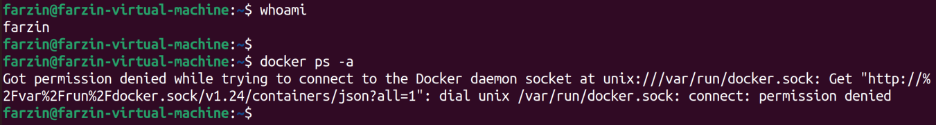 farzin@farzin-virtual-machine:~$ whoami
farzin
farzin@farzin-virtual-machine:~$
farzin@farzin-virtual-machine:~$ docker ps -a
Got permission denied while trying to connect to the Docker daemon socket at unix:///var/run/docker.sock: Get "http://%
2Fvar%2Frun%2Fdocker.sock/v1.24/containers/json?all=1": dial unix /var/run/docker.sock: connect: permission denied
farzin@farzin-virtual-machine:~$